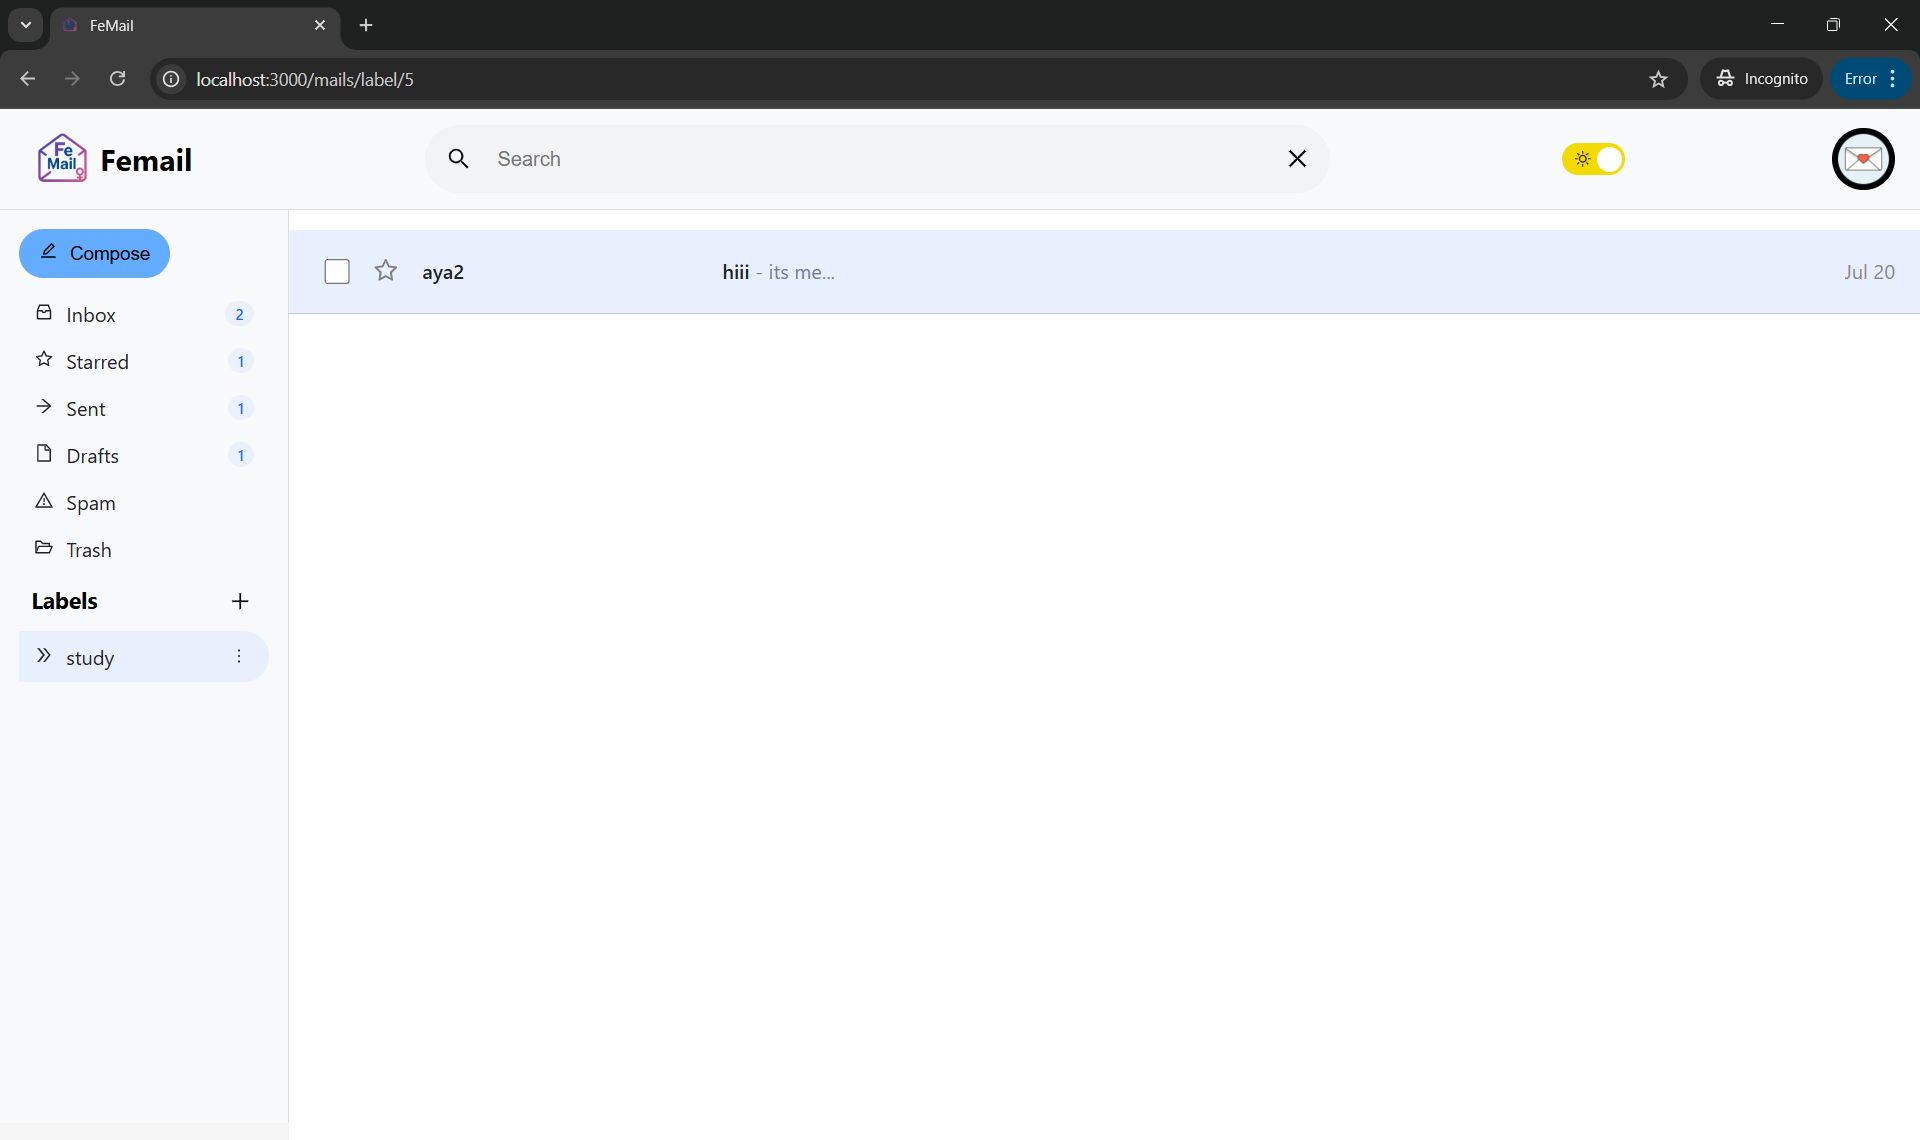 FeMail
localhost:3000/mails/label/5
Incognito
Error
Fe
Mail
Femail
Search
Compose
aya2 hiii - its me... Jul 20
Inbox 2
Starred 1
Sent 1
Drafts 1
Spam
Trash
Labels
study